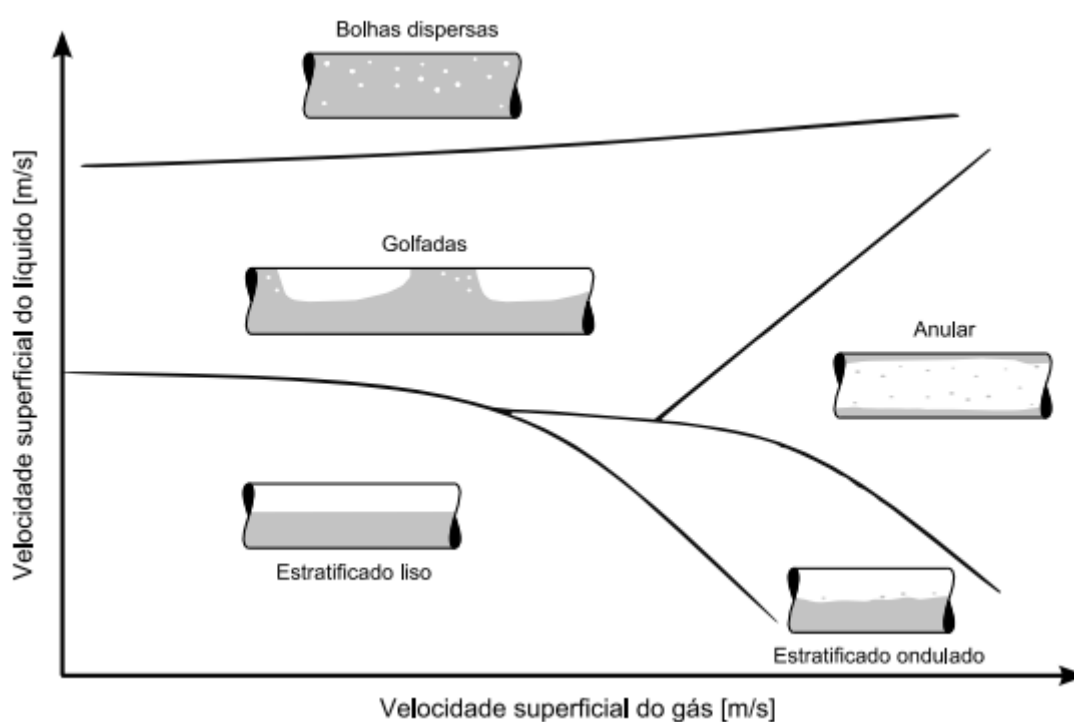 Bolhas dispersas
Velocidade superficial do líquido [m/s]
Golfadas
Anular
Estratificado liso
Estratificado ondulado
Velocidade superficial do gás [m/s]